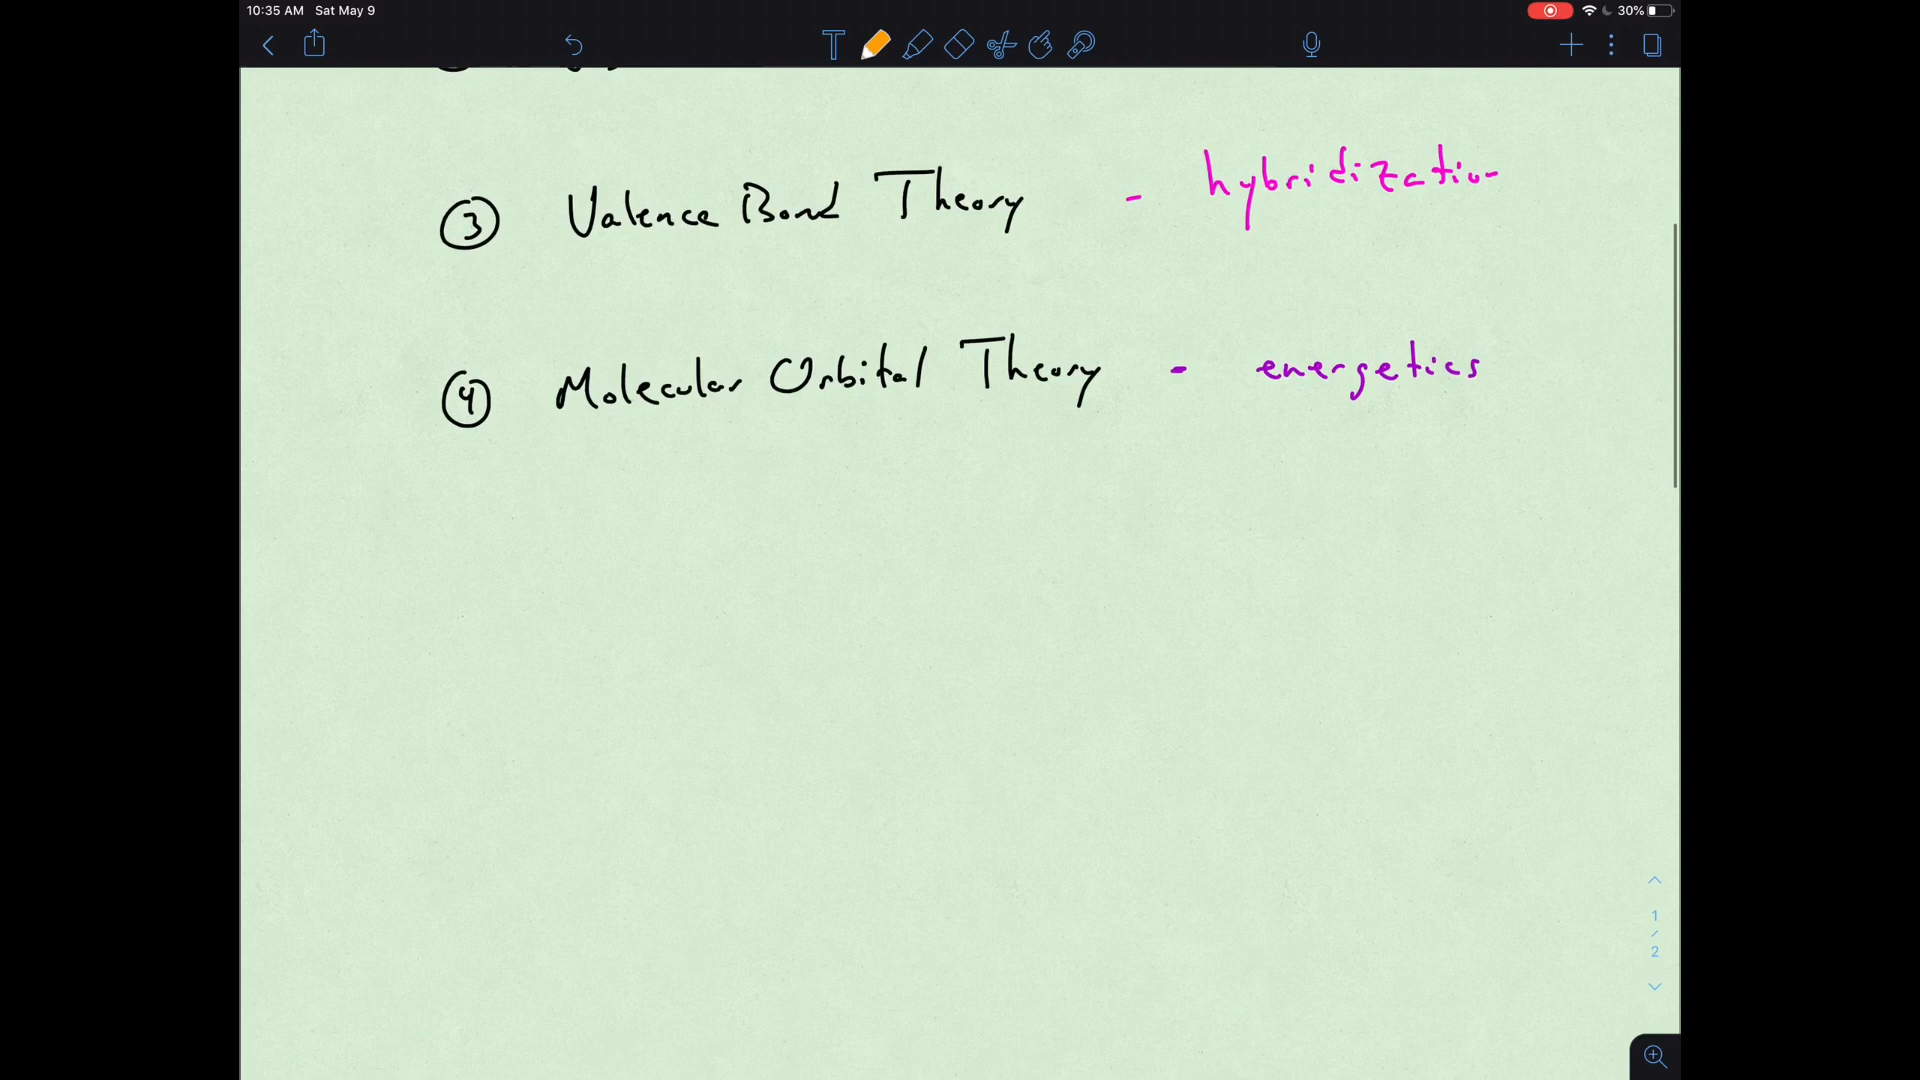 10:35 AM Sat May 9
30%
T
③ Valence Bond Theory - hybridization
④ Molecular Orbital Theory - energetics
1
/
2